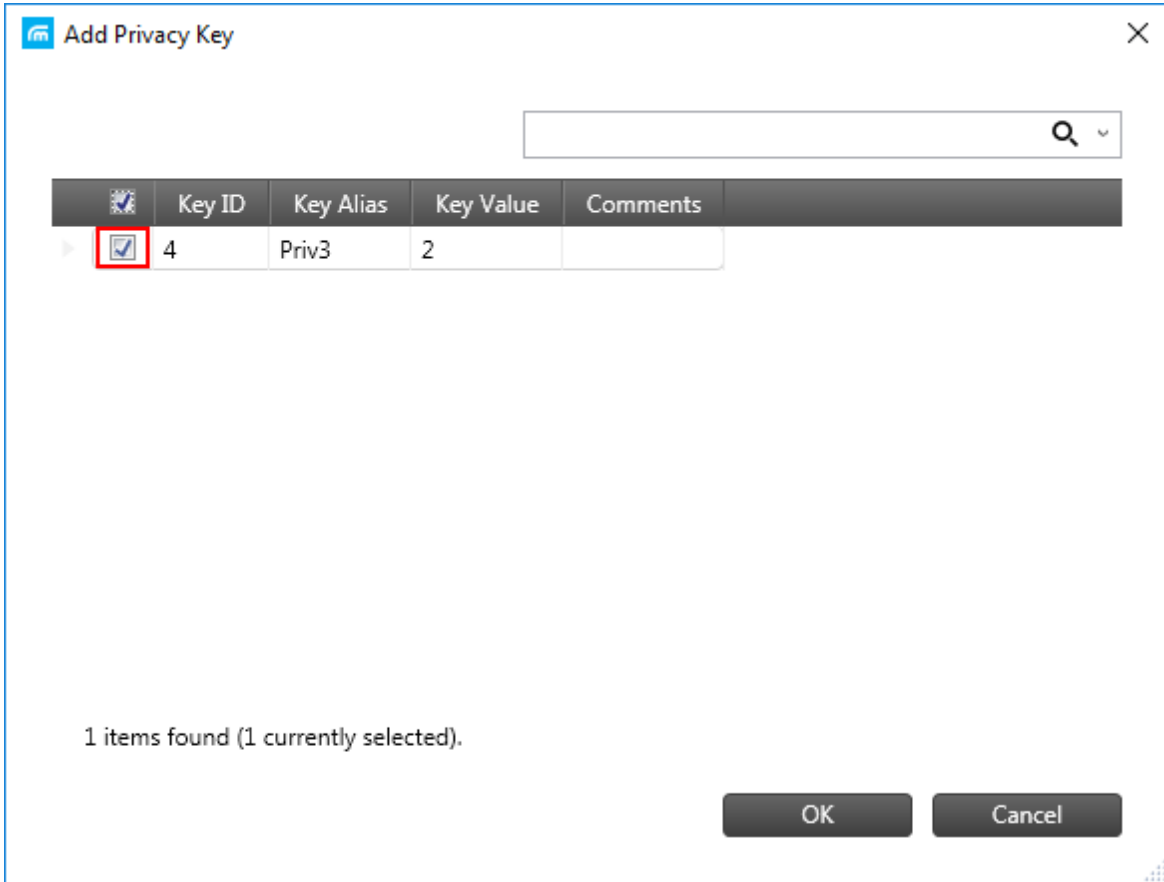 Add Privacy Key
Key ID Key Alias Key Value Comments
4 Priv3 2
1 items found (1 currently selected).
OK Cancel